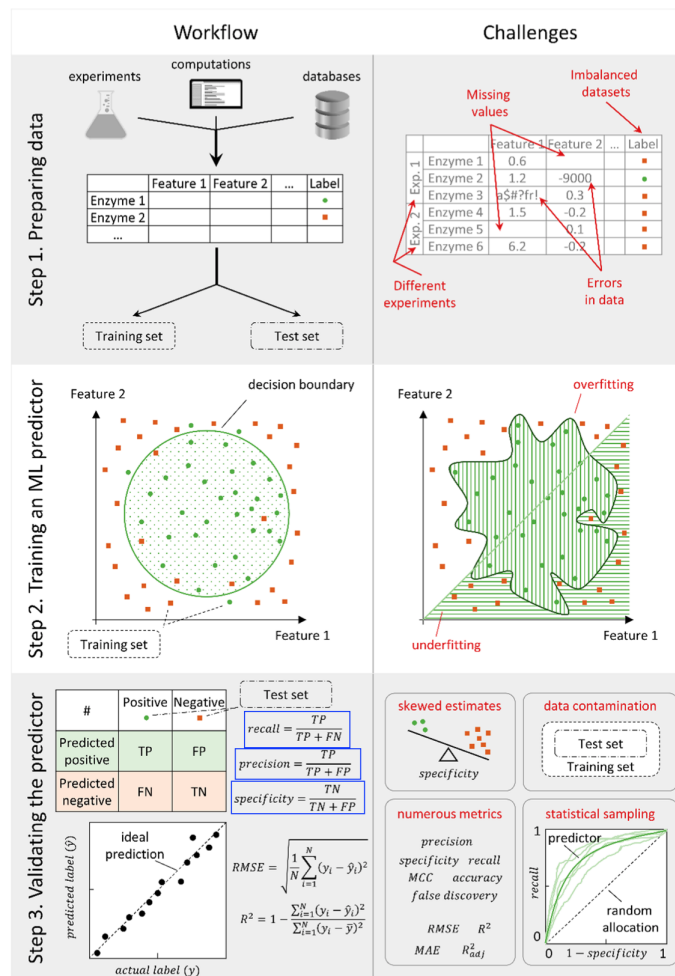 Workflow
Challenges
Step 1. Preparing data
experiments
computations
databases
Feature 1 Feature 2 ... Label
Enzyme 1
Enzyme 2
...
Training set
Test set
Imbalanced
datasets
Missing
values
Feature 1 Feature 2 ... Label
Exp. 1
Enzyme 1 0.6
Enzyme 2 1.2 -9000
Enzyme 3 a$#?fr! 0.3
Exp. 2
Enzyme 4 1.5 -0.2
Enzyme 5 0.1
Enzyme 6 6.2 -0.2
Different
experiments
Errors
in data
Step 2. Training an ML predictor
Feature 2
decision boundary
Training set
Feature 1
Feature 2
overfitting
underfitting
Feature 1
Step 3. Validating the predictor
# Positive Negative
Predicted
positive
TP FP
Predicted
negative
FN TN
Test set
recall = TP / TP + FN
precision = TP / TP + FP
specificity = TN / TN + FP
predicted label (ŷ)
ideal
prediction
actual label (y)
RMSE = √(1/N ∑_{i=1}^{N} (y_i − ŷ_i)²)
R² = 1 − ∑_{i=1}^{N}(y_i − ŷ_i)² / ∑_{i=1}^{N}(y_i − ȳ)²
skewed estimates
specificity
data contamination
Test set
Training set
numerous metrics
precision
specificity recall
MCC accuracy
false discovery
RMSE R²
MAE R²_adj
statistical sampling
1
predictor
recall
random
allocation
0
0 1 − specificity 1